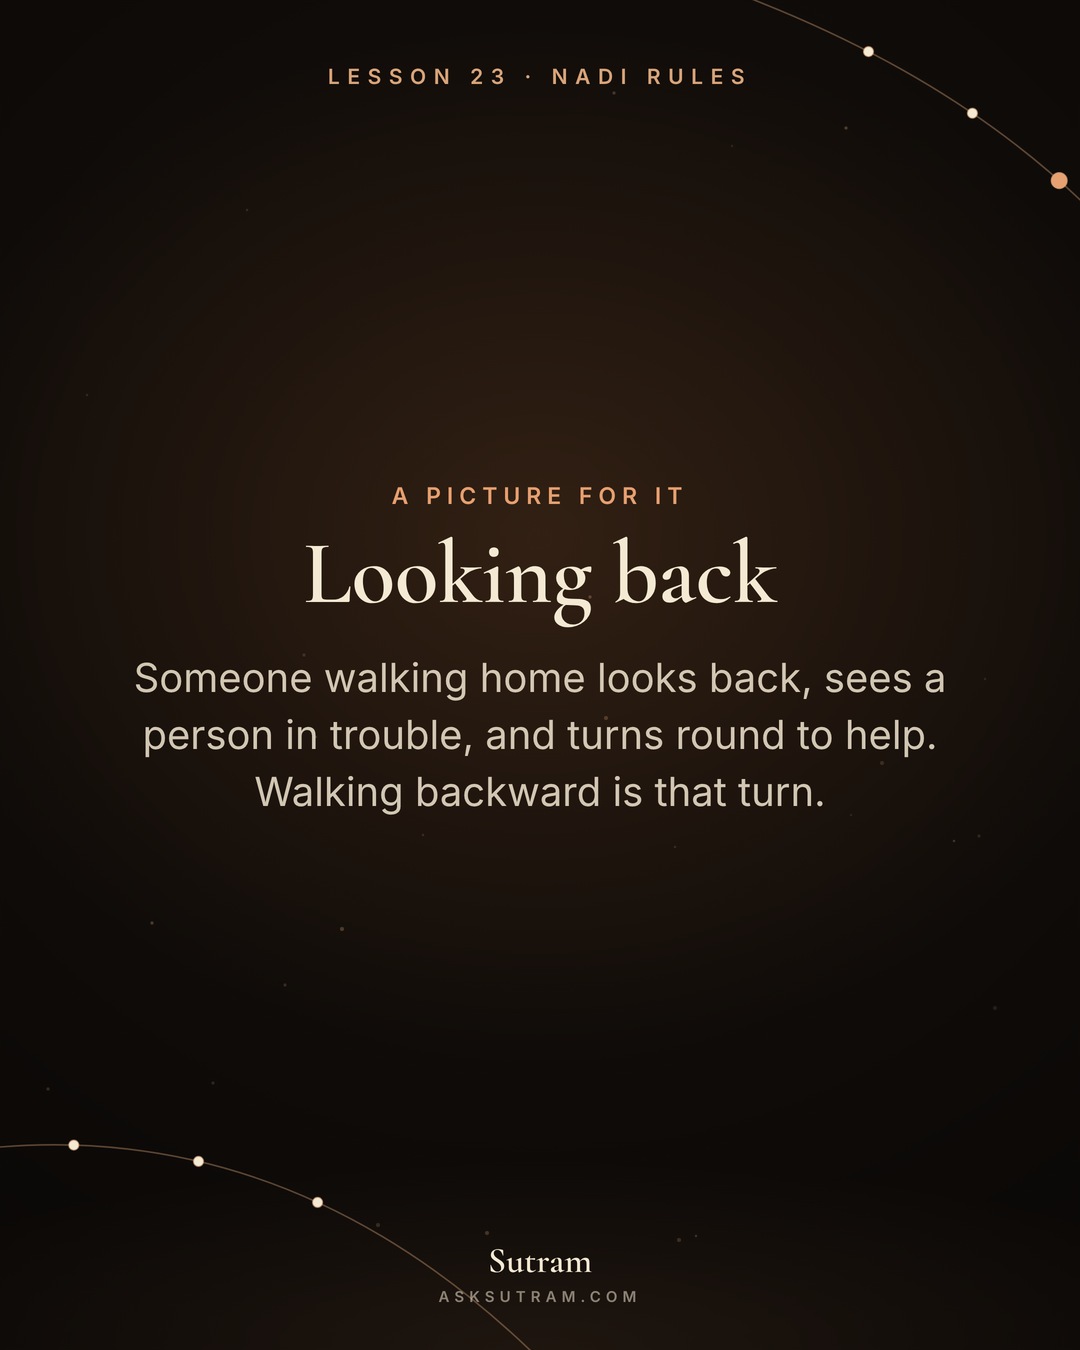 LESSON 23 · NADI RULES
A PICTURE FOR IT
Looking back
Someone walking home looks back, sees a
person in trouble, and turns round to help.
Walking backward is that turn.
Sutram
ASKSUTRAM.COM